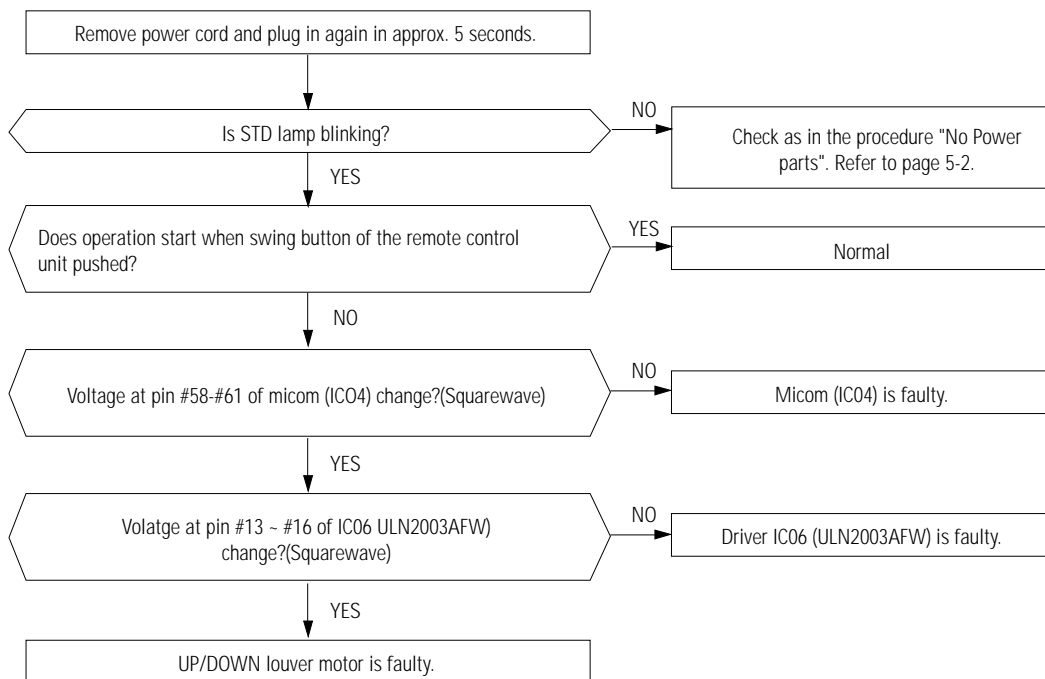 Remove power cord and plug in again in approx. 5 seconds.
Is STD lamp blinking?
NO
Check as in the procedure "No Power
parts". Refer to page 5-2.
YES
Does operation start when swing button of the remote control
unit pushed?
YES
Normal
NO
Voltage at pin #58-#61 of micom (ICO4) change?(Squarewave)
NO
Micom (IC04) is faulty.
YES
Volatge at pin #13 ~ #16 of IC06 ULN2003AFW)
change?(Squarewave)
NO
Driver IC06 (ULN2003AFW) is faulty.
YES
UP/DOWN louver motor is faulty.